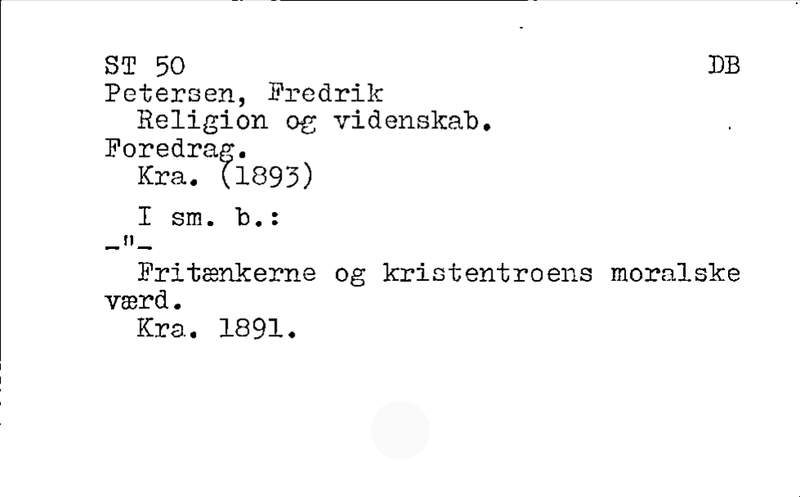 ST 50 DB
Petersen, Fredrik
Religion og videnskab.
Foredrag.
Kra. (1893)
I sm. b.:
_"_
Fritænkerne og kristentroens moralske
værd.
Kra. 1891.